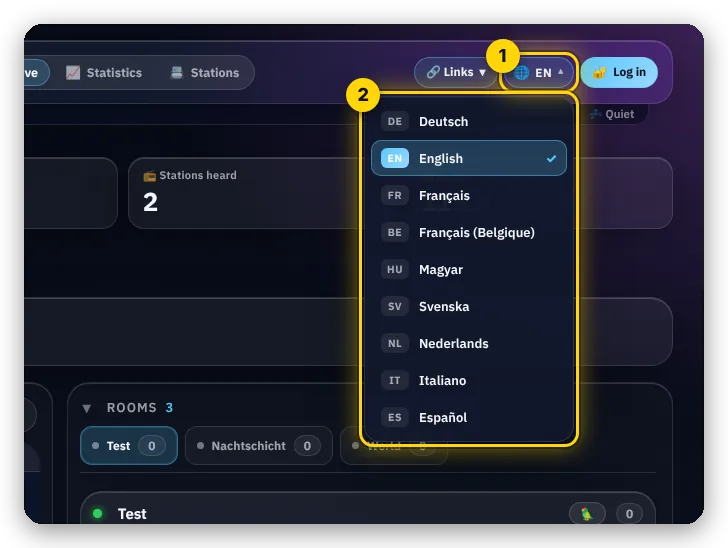 ve
Statistics
Stations
Links ▼
1
EN ▲
Log in
2
Quiet
DE Deutsch
EN English ✓
FR Français
BE Français (Belgique)
HU Magyar
SV Svenska
NL Nederlands
IT Italiano
ES Español
Stations heard
2
▼ ROOMS 3
Test 0
Nachtschicht 0
World 0
Test
0